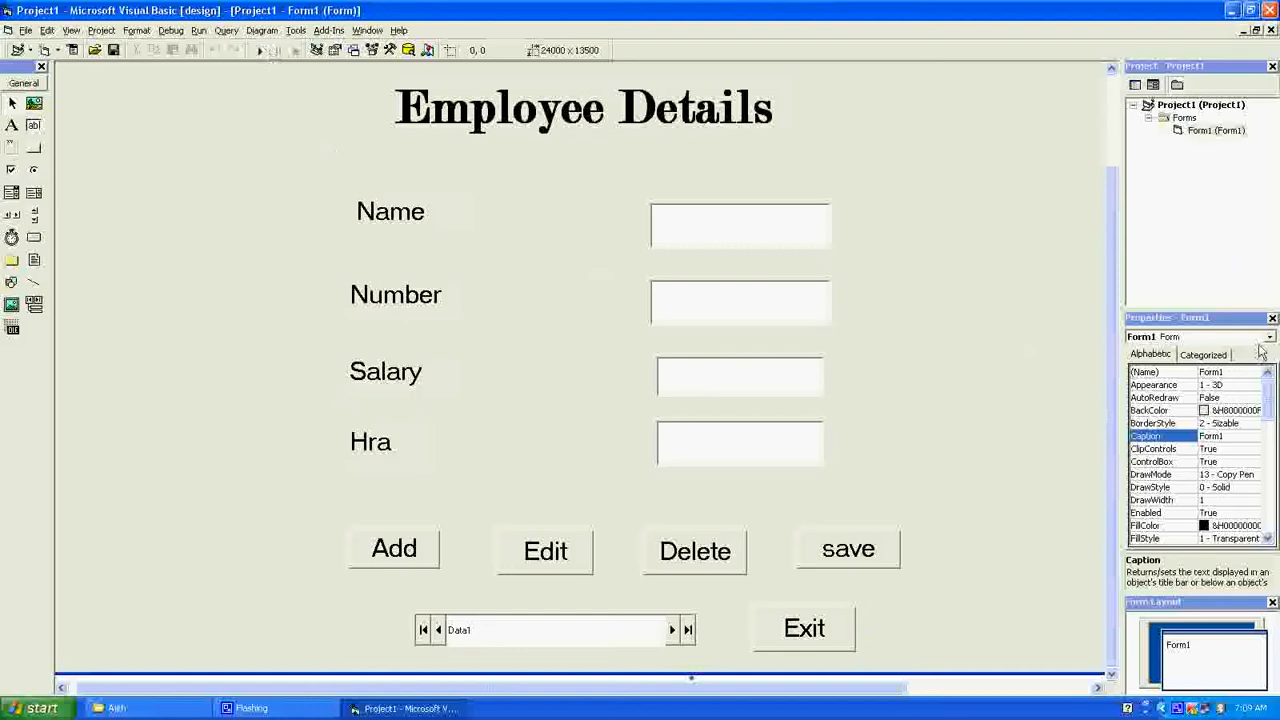 Project1 - Microsoft Visual Basic [design] - [Project1 - Form1 (Form)]
File Edit View Project Format Debug Run Query Diagram Tools Add-Ins Window Help
0, 0 24000 x 13500
General
Employee Details
Name
Number
Salary
Hra
Add Edit Delete save
Data1 Exit
Project - Project1
Project1 (Project1)
Forms
Form1 (Form1)
Properties - Form1
Form1 Form
Alphabetic Categorized
(Name) Form1
Appearance 1 - 3D
AutoRedraw False
BackColor &H8000000F
BorderStyle 2 - Sizable
Caption Form1
ClipControls True
ControlBox True
DrawMode 13 - Copy Pen
DrawStyle 0 - Solid
DrawWidth 1
Enabled True
FillColor &H0000000C
FillStyle 1 - Transparent
Caption
Returns/sets the text displayed in an
object's title bar or below an object's
Form Layout
Form1
start Ajith Flashing Project1 - Microsoft V... 7:09 AM